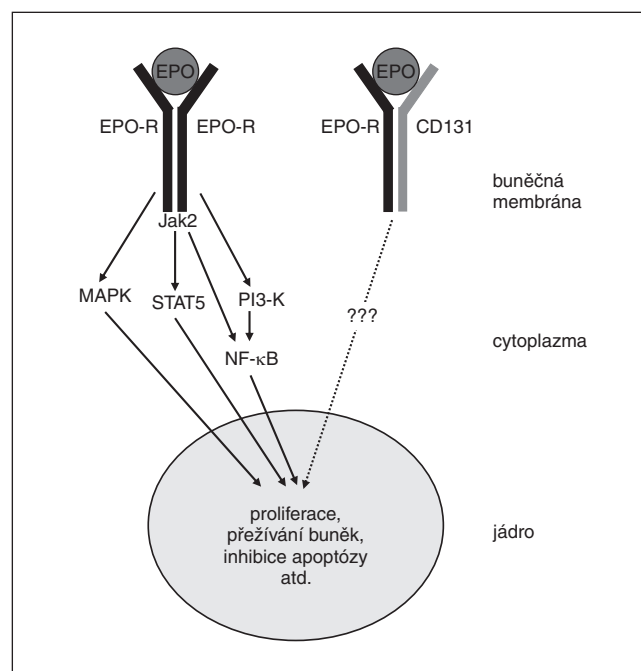 EPO
EPO
EPO-R
EPO-R
EPO-R
CD131
buněčná
membrána
Jak2
MAPK
STAT5
PI3-K
???
NF-κB
cytoplazma
proliferace,
přežívání buněk,
inhibice apoptózy
atd.
jádro